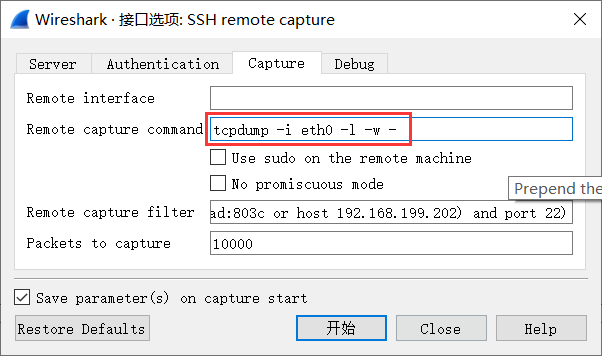 Wireshark · 接口选项: SSH remote capture
Server Authentication Capture Debug
Remote interface
Remote capture command tcpdump -i eth0 -l -w -
Use sudo on the remote machine
No promiscuous mode
Prepend the
Remote capture filter ad:803c or host 192.168.199.202) and port 22)
Packets to capture 10000
Save parameter(s) on capture start
Restore Defaults 开始 Close Help